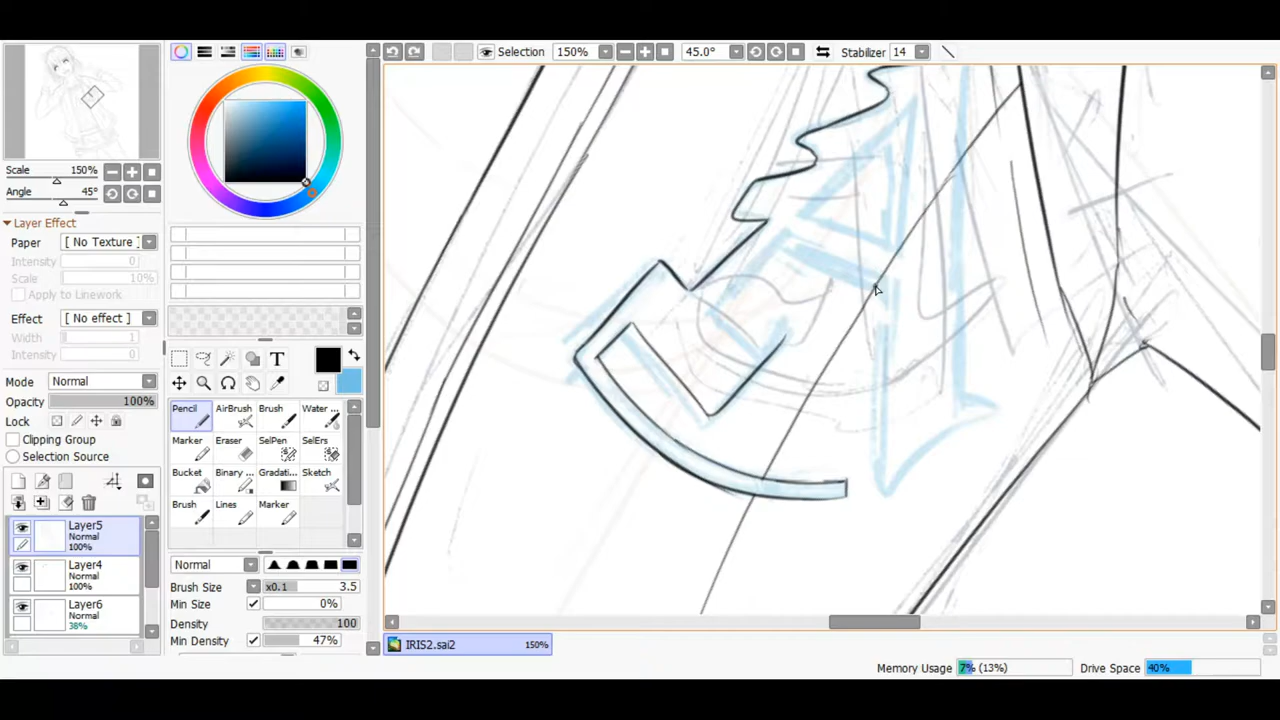 Selection
150%
45.0°
Stabilizer
14
Scale
150%
Angle
45°
Layer Effect
Paper
[ No Texture ]
Intensity
0
Scale
10%
Apply to Linework
Effect
[ No effect ]
Width
1
Intensity
Mode
Normal
Opacity
100%
Lock
Clipping Group
Selection Source
Layer5
Normal
100%
Layer4
Normal
100%
Layer6
Normal
38%
T
Pencil
AirBrush
Brush
Water ...
Marker
Eraser
SelPen
SelErs
Bucket
Binary ...
Gradati...
Sketch
Brush
Lines
Marker
Normal
Brush Size
x0.1
3.5
Min Size
0%
Density
100
Min Density
47%
IRIS2.sai2
150%
Memory Usage
7% (13%)
Drive Space
40%